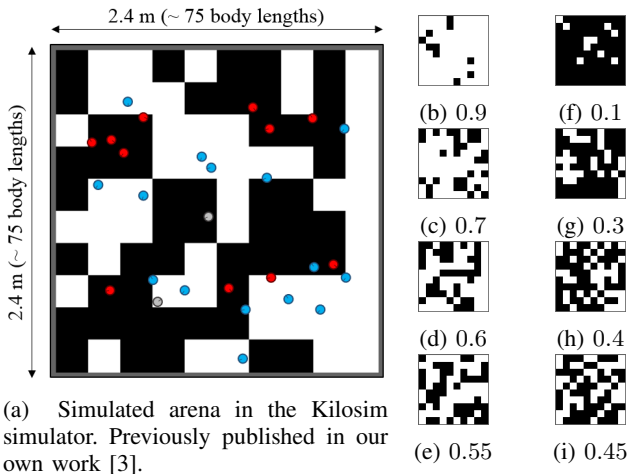 2.4 m (~ 75 body lengths)
2.4 m (~ 75 body lengths)
(a) Simulated arena in the Kilosim
simulator. Previously published in our
own work [3].
(b) 0.9
(f) 0.1
(c) 0.7
(g) 0.3
(d) 0.6
(h) 0.4
(e) 0.55
(i) 0.45